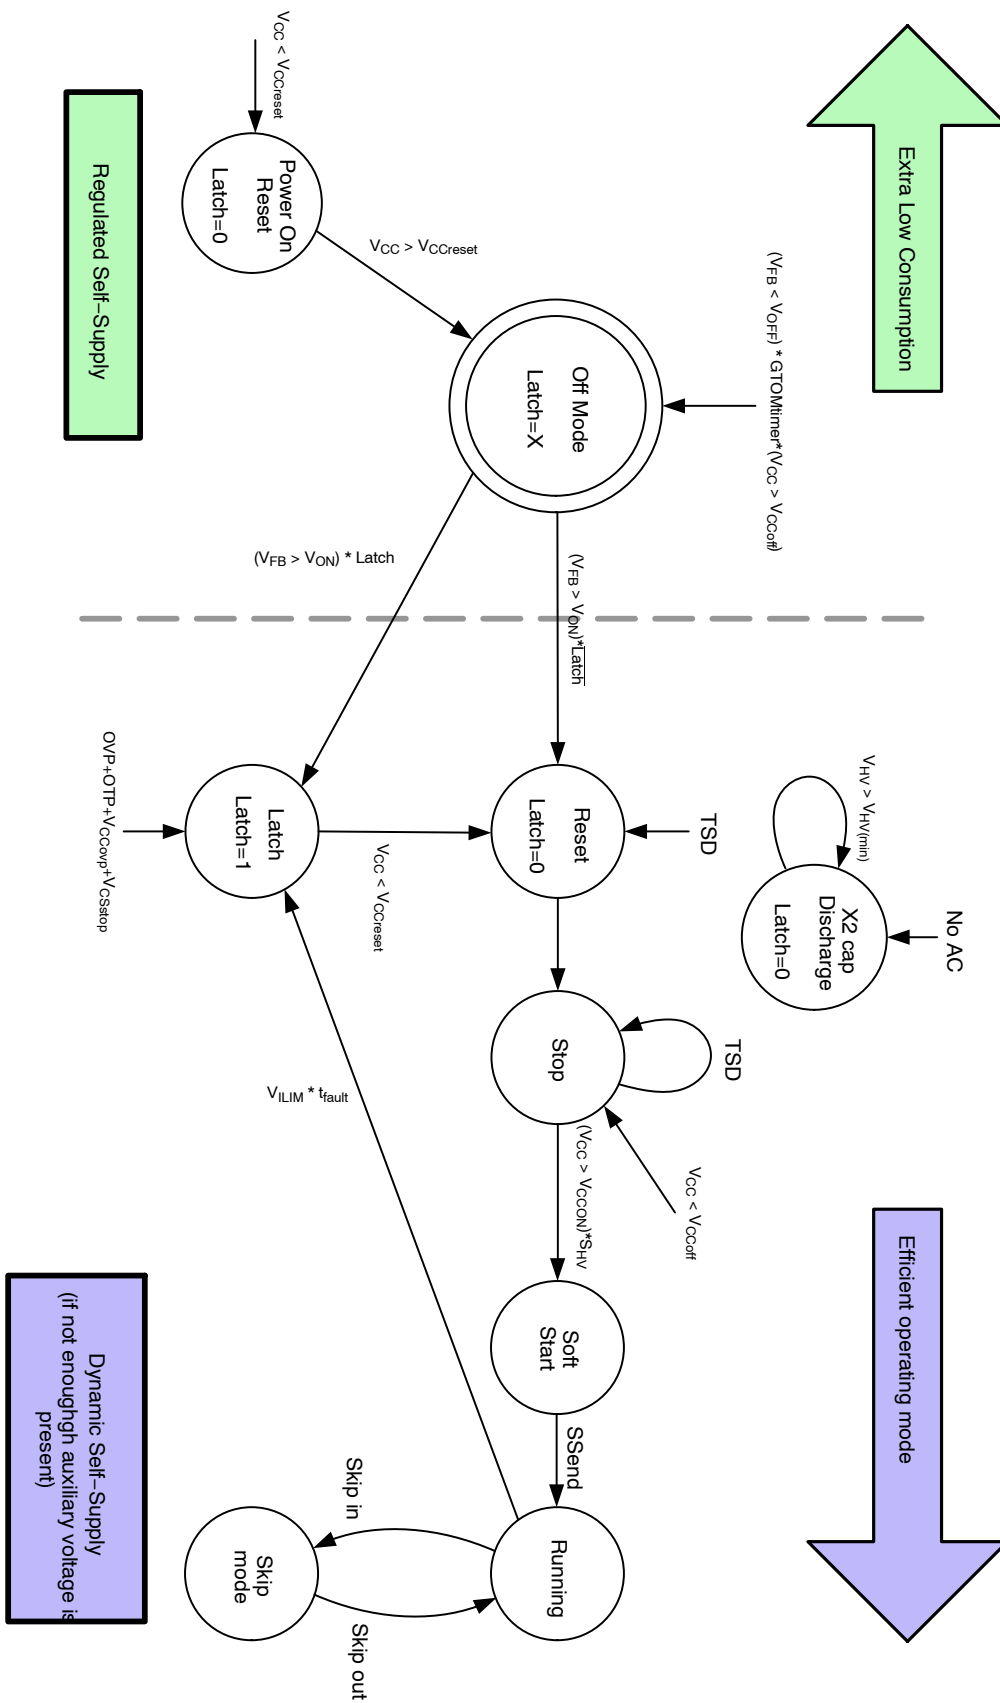 Extra Low Consumption
Efficient operating mode
(VFB < VOFF) * GTOMtimer*(VCC > VCCoff)
No AC
X2 cap
Discharge
Latch=0
VHV > VHV(min)
TSD
TSD
VCC < VCCoff
Off Mode
Latch=X
(VFB > VON)*Latch
Reset
Latch=0
Stop
(VCC > VCCON)*SHV
Soft
Start
SSend
Running
VCC > VCCreset
VCC < VCCreset
Power On
Reset
Latch=0
(VFB > VON) * Latch
VCC < VCCreset
Latch
Latch=1
OVP+OTP+VCCovp+VCSstop
VILIM * tfault
Skip in
Skip out
Skip
mode
Regulated Self-Supply
Dynamic Self-Supply
(if not enoughgh auxiliary voltage is
present)